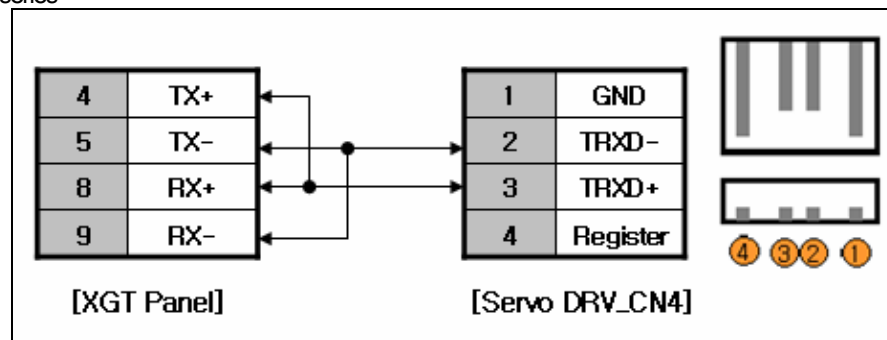 4 TX+ 1 GND
5 TX- 2 TRXD-
8 RX+ 3 TRXD+
9 RX- 4 Register
④ ③② ①
[XGT Panel] [Servo DRV_CN4]